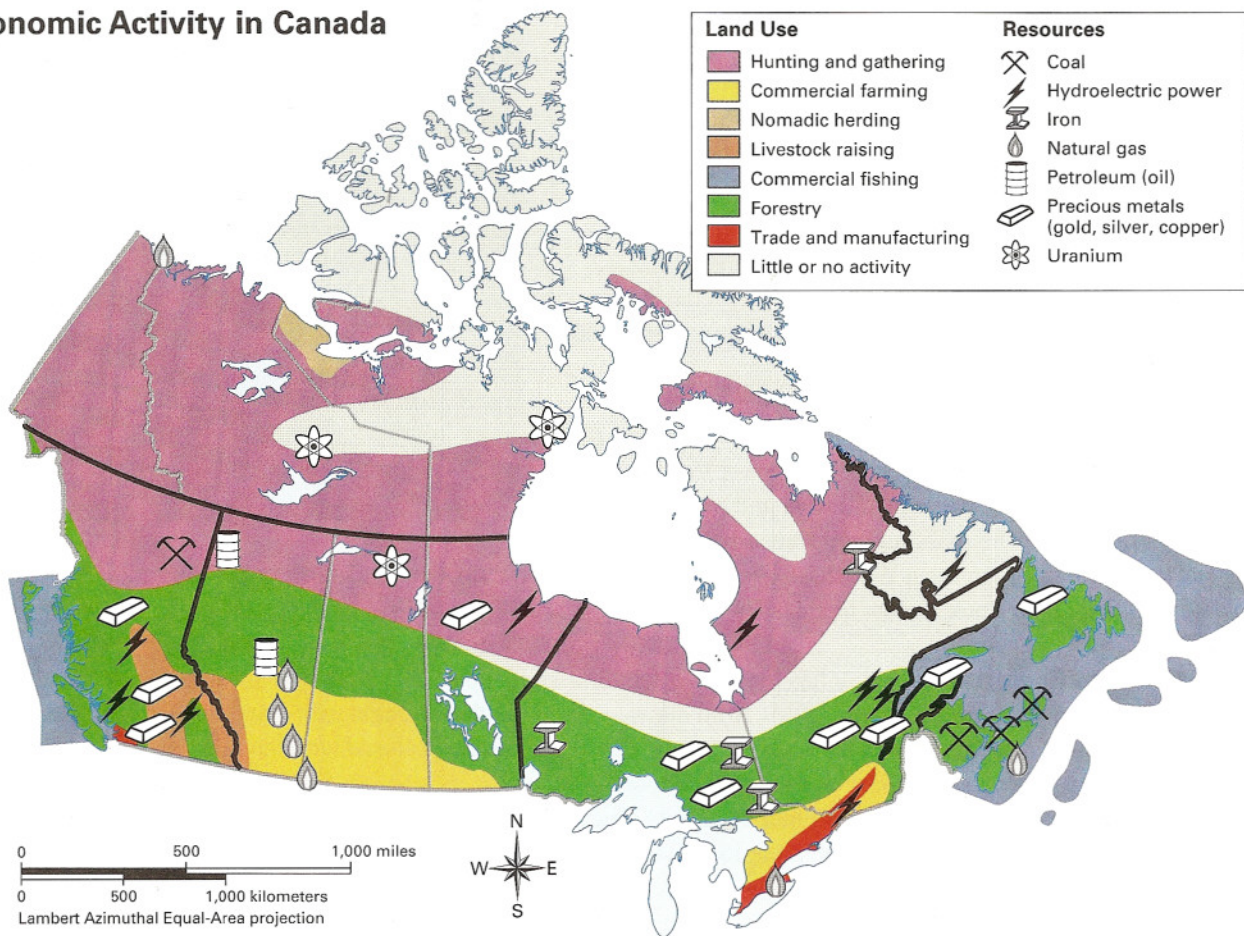 onomic Activity in Canada
Land Use
Hunting and gathering
Commercial farming
Nomadic herding
Livestock raising
Commercial fishing
Forestry
Trade and manufacturing
Little or no activity
Resources
Coal
Hydroelectric power
Iron
Natural gas
Petroleum (oil)
Precious metals
(gold, silver, copper)
Uranium
0 500 1,000 miles
0 500 1,000 kilometers
Lambert Azimuthal Equal-Area projection
N
W E
S